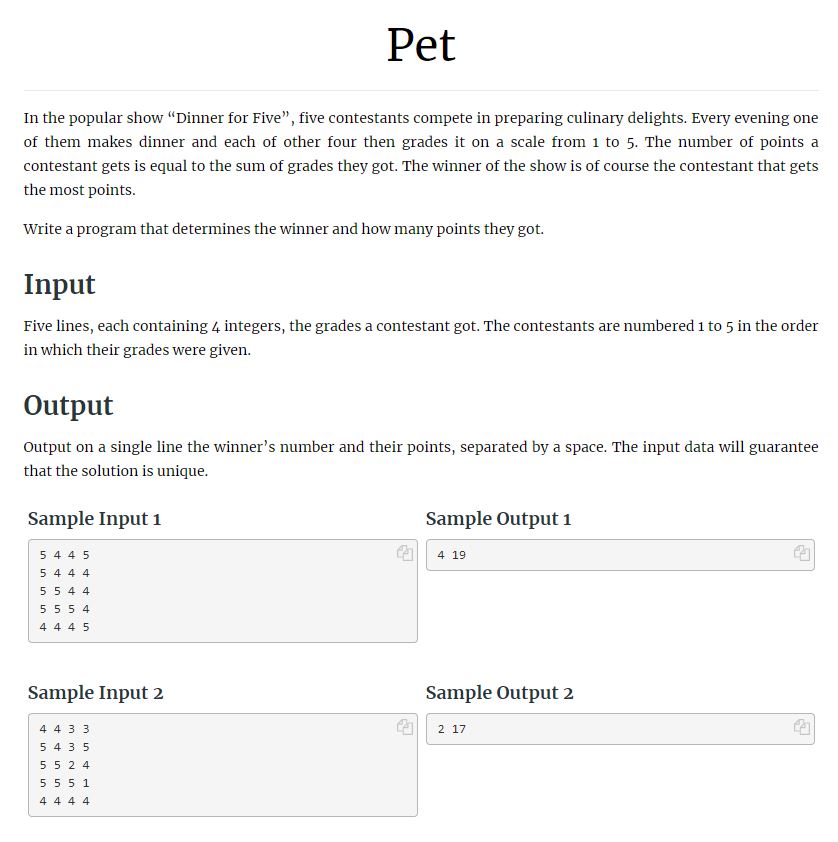 Pet
In the popular show “Dinner for Five”, five contestants compete in preparing culinary delights. Every evening one
of them makes dinner and each of other four then grades it on a scale from 1 to 5. The number of points a
contestant gets is equal to the sum of grades they got. The winner of the show is of course the contestant that gets
the most points.
Write a program that determines the winner and how many points they got.
Input
Five lines, each containing 4 integers, the grades a contestant got. The contestants are numbered 1 to 5 in the order
in which their grades were given.
Output
Output on a single line the winner’s number and their points, separated by a space. The input data will guarantee
that the solution is unique.
Sample Input 1
5 4 4 5
5 4 4 4
5 5 4 4
5 5 5 4
4 4 4 5
Sample Output 1
4 19
Sample Input 2
4 4 3 3
5 4 3 5
5 5 2 4
5 5 5 1
4 4 4 4
Sample Output 2
2 17